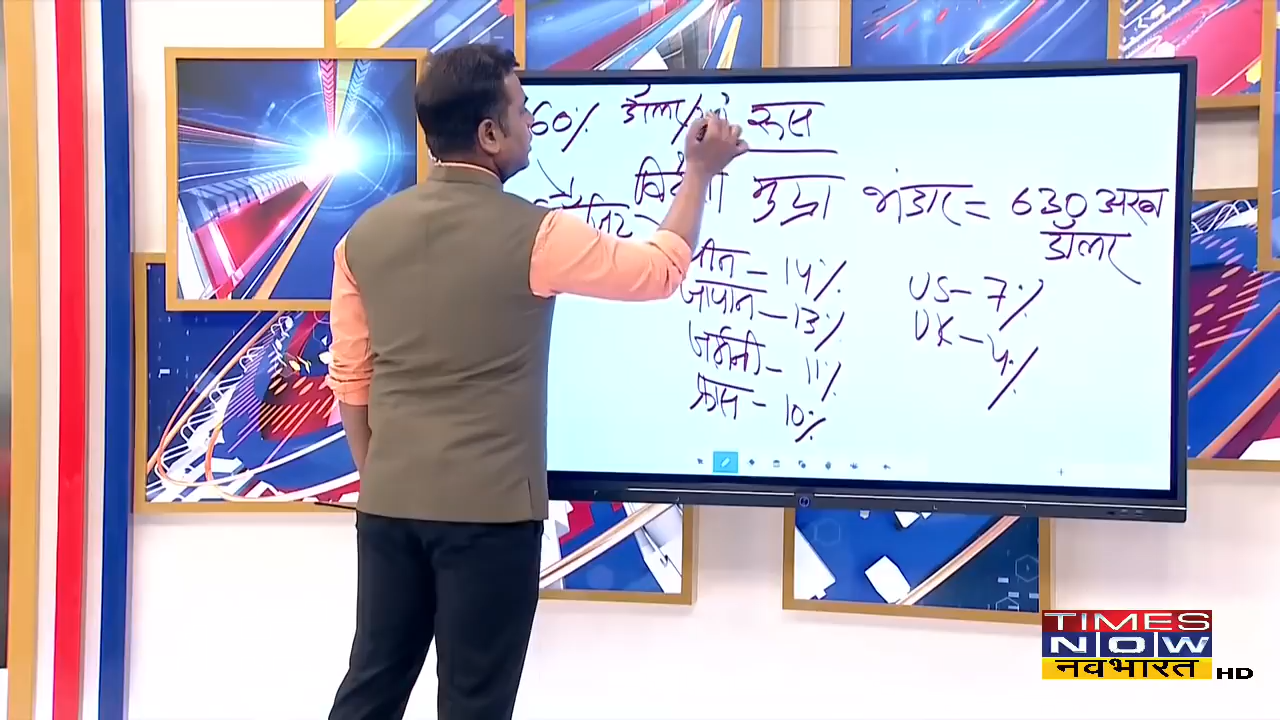 60% डॉलर/ रूस
मुद्रा भंडार = 630 अरब
डॉलर
चीन - 14%
जापान - 13%
जर्मनी - 11%
फ्रांस - 10%
US - 7%
UK - 4%
TIMES
NOW
नवभारत HD